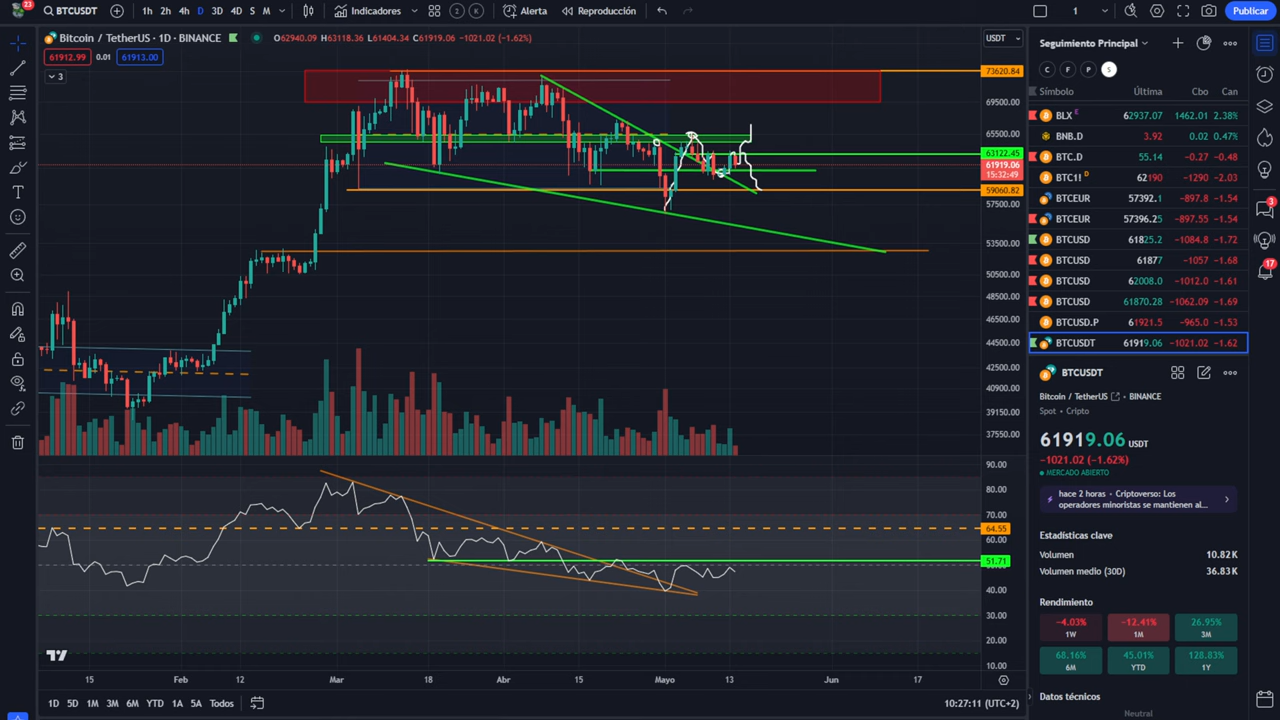 23
BTCUSDT
1h 2h 4h D 3D 4D S M
Indicadores
2 K
Alerta
Reproducción
1
Publicar
Bitcoin / TetherUS · 1D · BINANCE
O62940.09 H63118.36 L61404.34 C61919.06 −1021.02 (−1.62%)
61912.99 0.01 61913.00
3
USDT
73620.84
69500.00
65500.00
63122.45
61919.06
15:32:49
59060.82
57500.00
53500.00
50500.00
48500.00
46500.00
44500.00
42500.00
40900.00
39150.00
37550.00
90.00
80.00
70.00
64.55
60.00
51.71
40.00
30.00
20.00
10.00
15 Feb 12 Mar 18 Abr 15 Mayo 13 Jun 17
1D 5D 1M 3M 6M YTD 1A 5A Todos
10:27:11 (UTC+2)
Seguimiento Principal
C F P S
Símbolo Última Cbo Can
BLX E 62937.07 1462.01 2.38%
BNB.D 3.92 0.02 0.47%
BTC.D 55.14 −0.27 −0.48
BTC1! D 62190 −1290 −2.03
BTCEUR 57392.1 −897.8 −1.54
BTCEUR 57396.25 −897.55 −1.54
BTCUSD 61825.2 −1084.8 −1.72
BTCUSD 61877 −1057 −1.68
BTCUSD 62008.0 −1012.0 −1.61
BTCUSD 61870.28 −1062.09 −1.69
BTCUSD.P 61921.5 −965.0 −1.53
BTCUSDT 61919.06 −1021.02 −1.62
BTCUSDT
Bitcoin / TetherUS · BINANCE
Spot · Cripto
61919.06 USDT
−1021.02 (−1.62%)
MERCADO ABIERTO
hace 2 horas · Criptoverso: Los
operadores minoristas se mantienen al...
Estadísticas clave
Volumen 10.82 K
Volumen medio (30D) 36.83 K
Rendimiento
−4.03% −12.41% 26.95%
1W 1M 3M
68.16% 45.01% 128.83%
6M YTD 1Y
Datos técnicos
Neutral
3
17